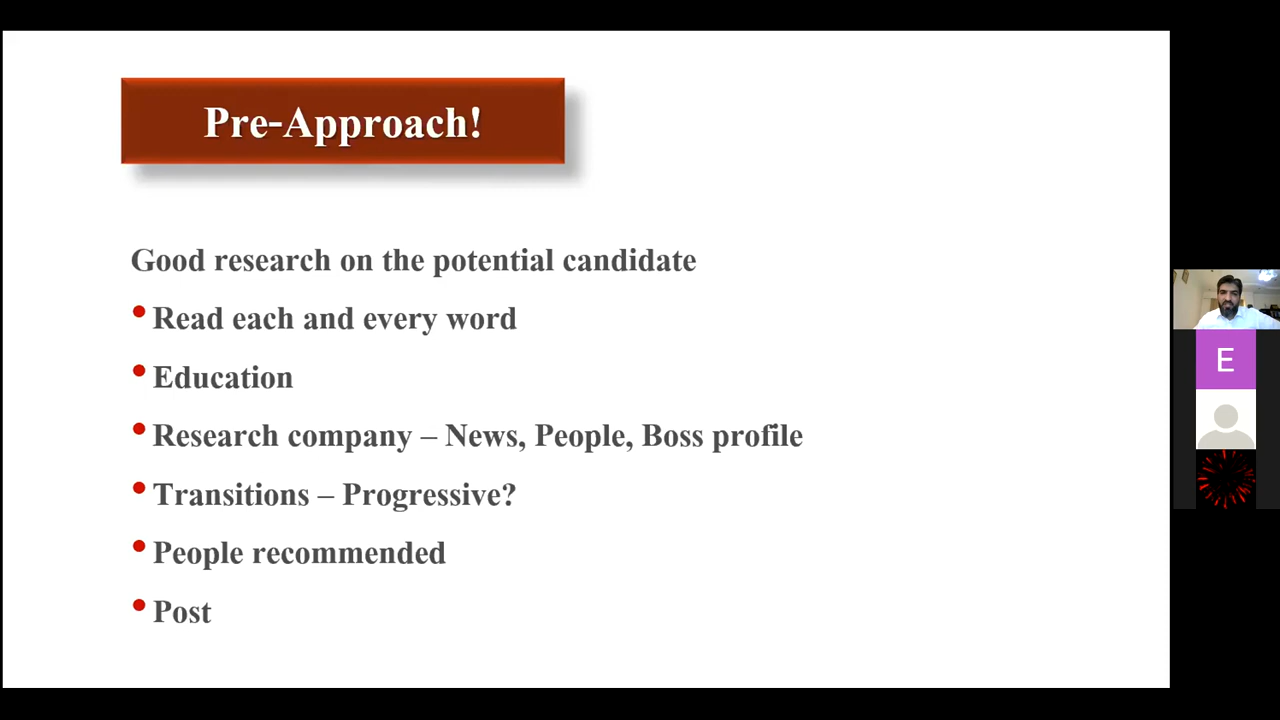 Pre-Approach!
Good research on the potential candidate
• Read each and every word
• Education
• Research company – News, People, Boss profile
• Transitions – Progressive?
• People recommended
• Post
E